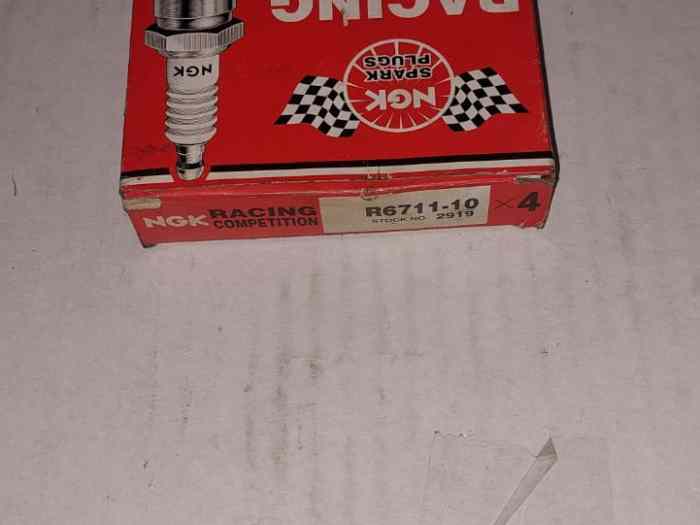 RACING
NGK
SPARK
PLUGS
NGK
NGK RACING COMPETITION
R6711-10
STOCK NO. 2919
×4